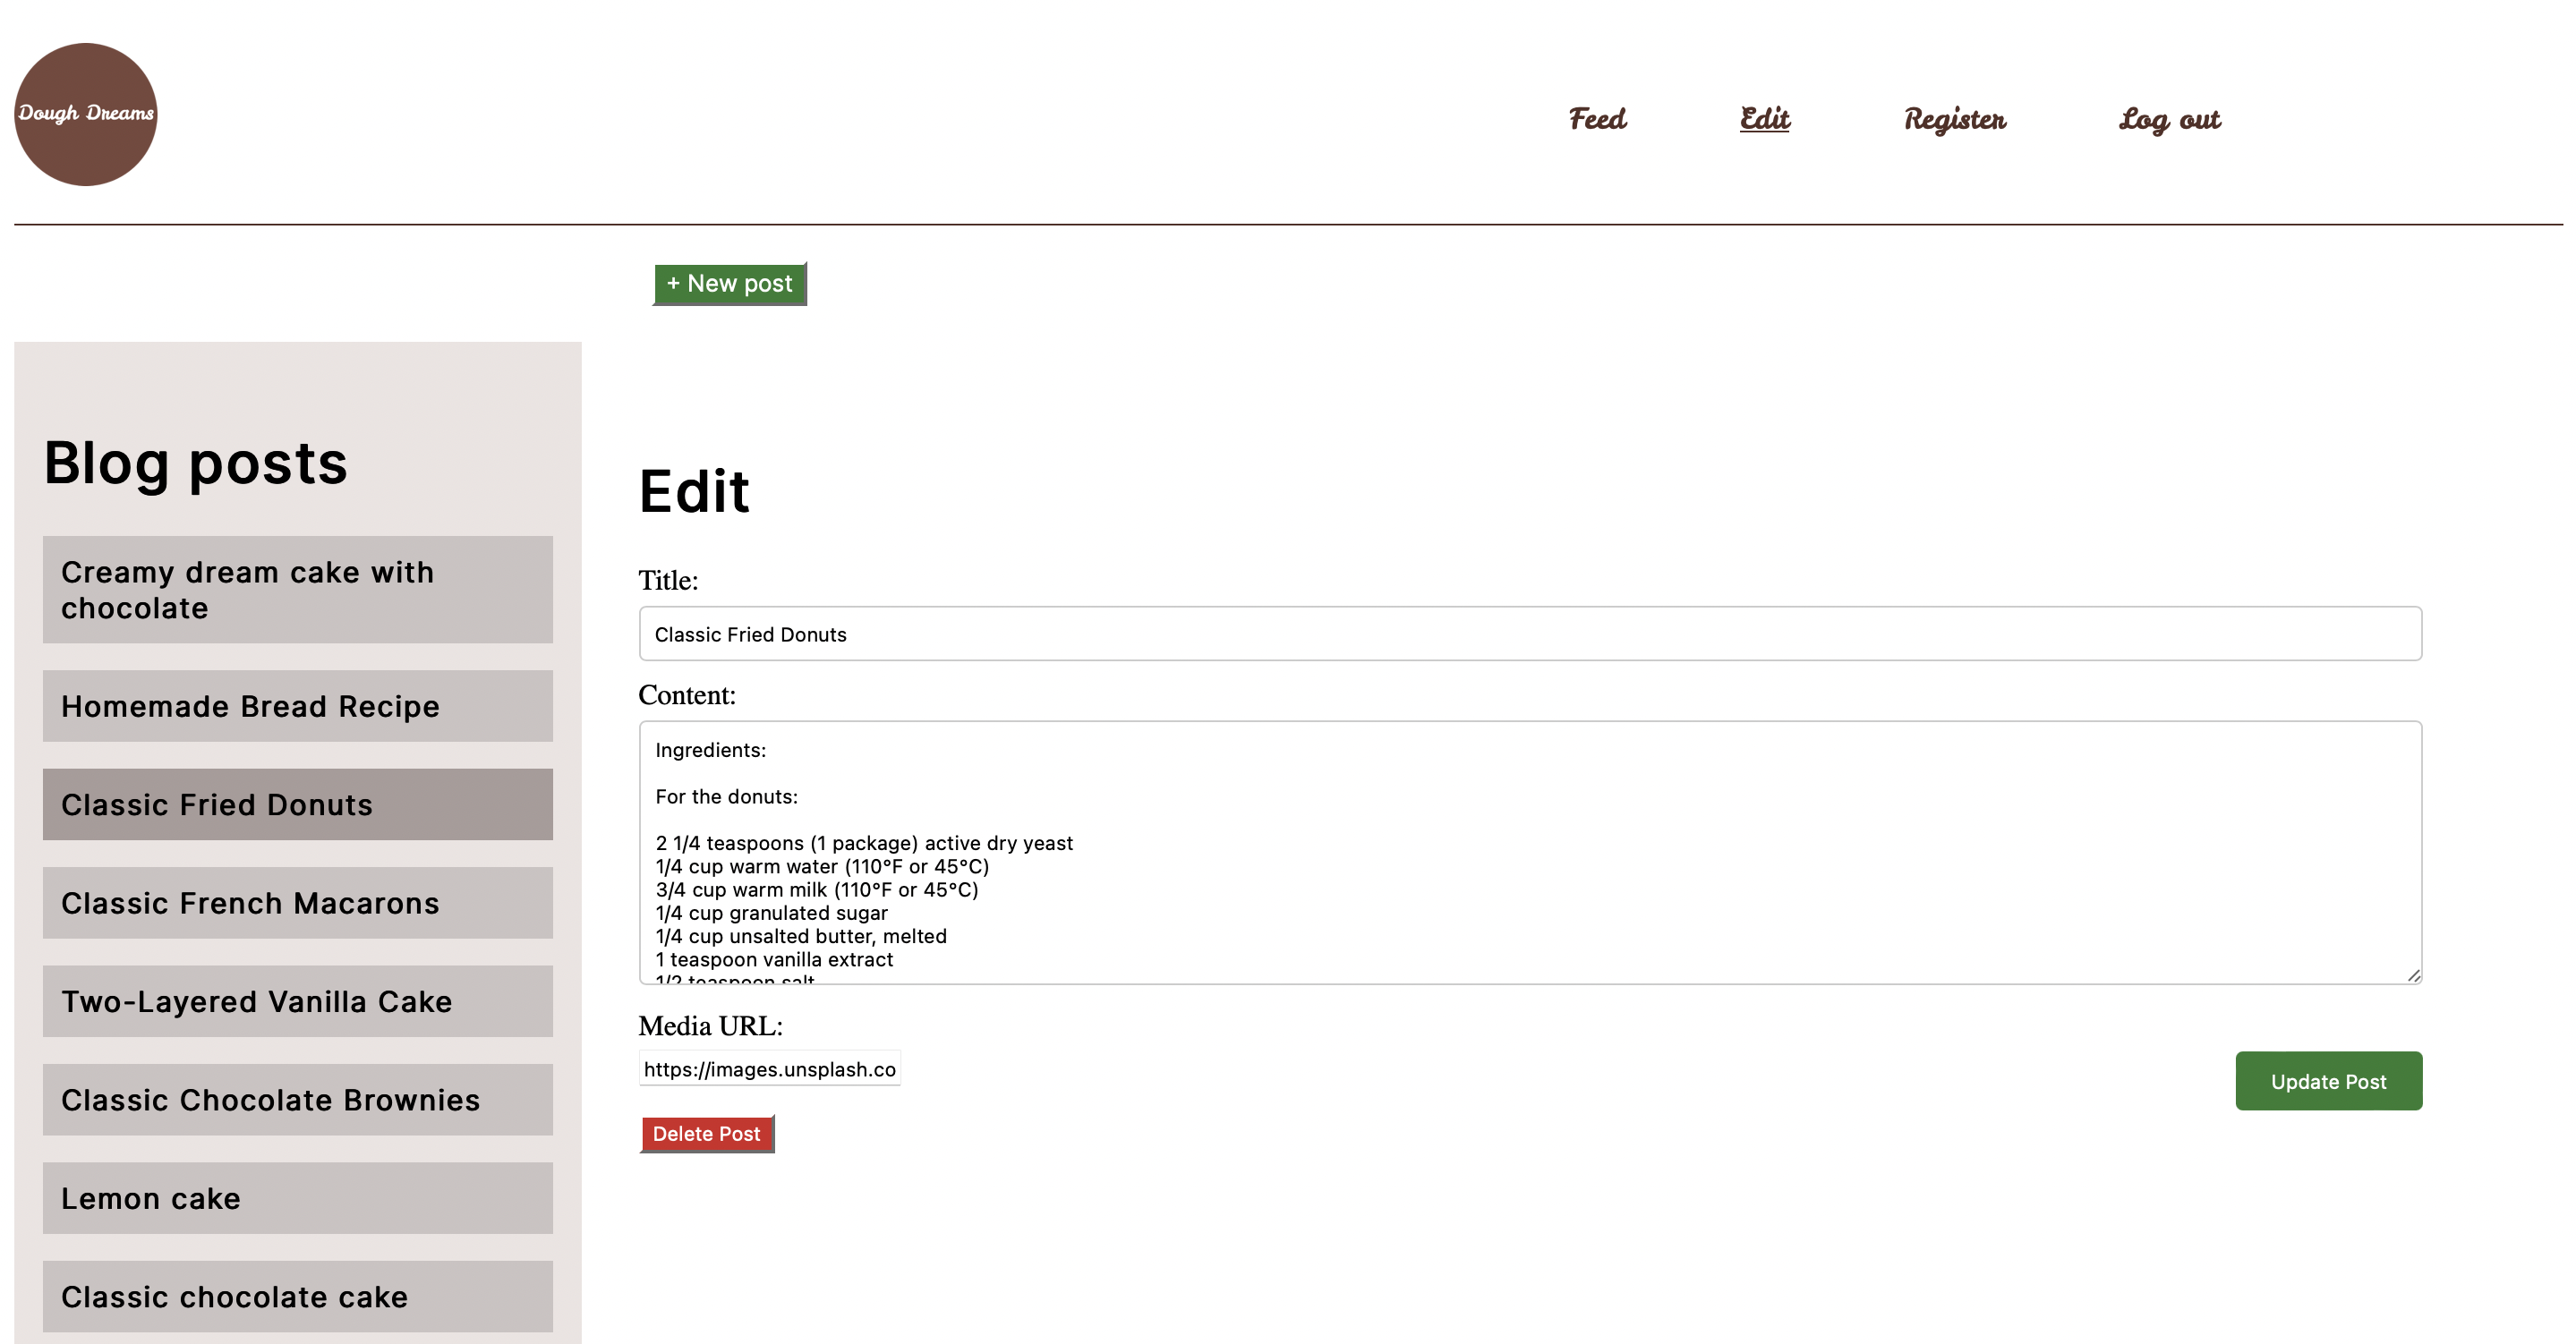 Dough Dreams
Feed
Edit
Register
Log out
+ New post
Blog posts
Creamy dream cake with
chocolate
Homemade Bread Recipe
Classic Fried Donuts
Classic French Macarons
Two-Layered Vanilla Cake
Classic Chocolate Brownies
Lemon cake
Classic chocolate cake
Edit
Title:
Classic Fried Donuts
Content:
Ingredients:
For the donuts:
2 1/4 teaspoons (1 package) active dry yeast
1/4 cup warm water (110°F or 45°C)
3/4 cup warm milk (110°F or 45°C)
1/4 cup granulated sugar
1/4 cup unsalted butter, melted
1 teaspoon vanilla extract
1/2 teaspoon salt
Media URL:
https://images.unsplash.co
Update Post
Delete Post